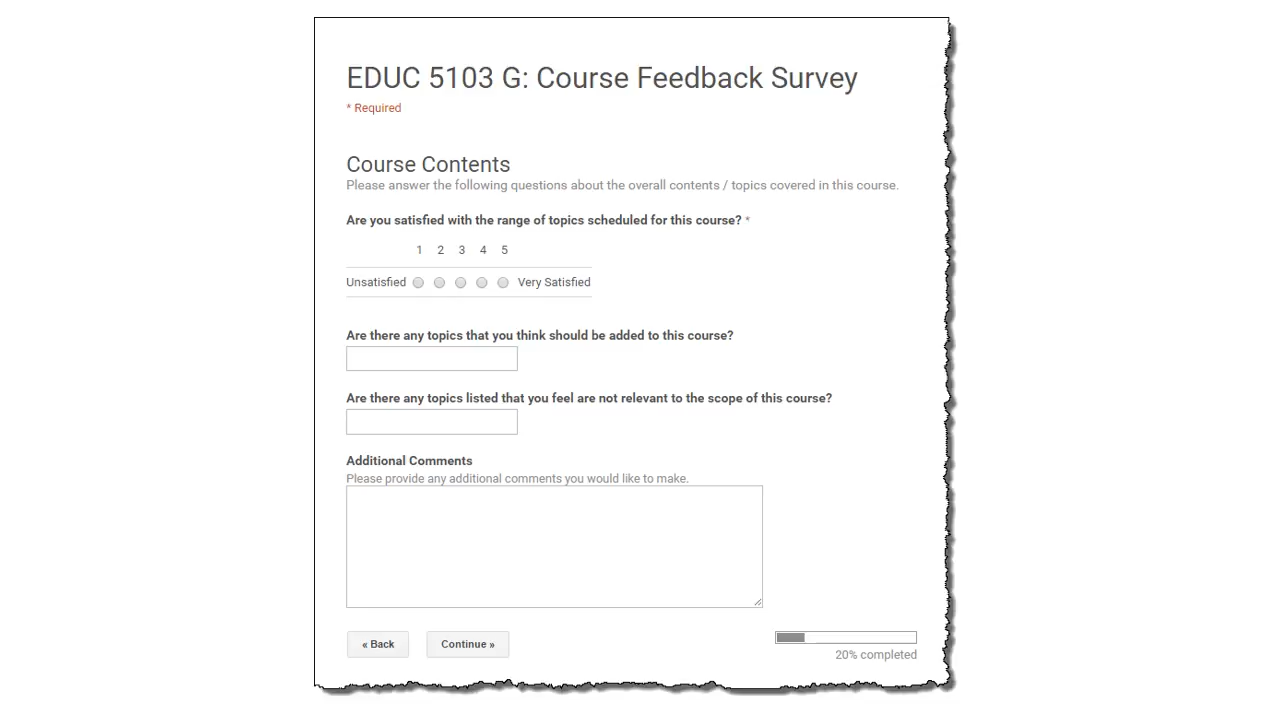 EDUC 5103 G: Course Feedback Survey
* Required
Course Contents
Please answer the following questions about the overall contents / topics covered in this course.
Are you satisfied with the range of topics scheduled for this course? *
1 2 3 4 5
Unsatisfied Very Satisfied
Are there any topics that you think should be added to this course?
Are there any topics listed that you feel are not relevant to the scope of this course?
Additional Comments
Please provide any additional comments you would like to make.
« Back Continue »
20% completed